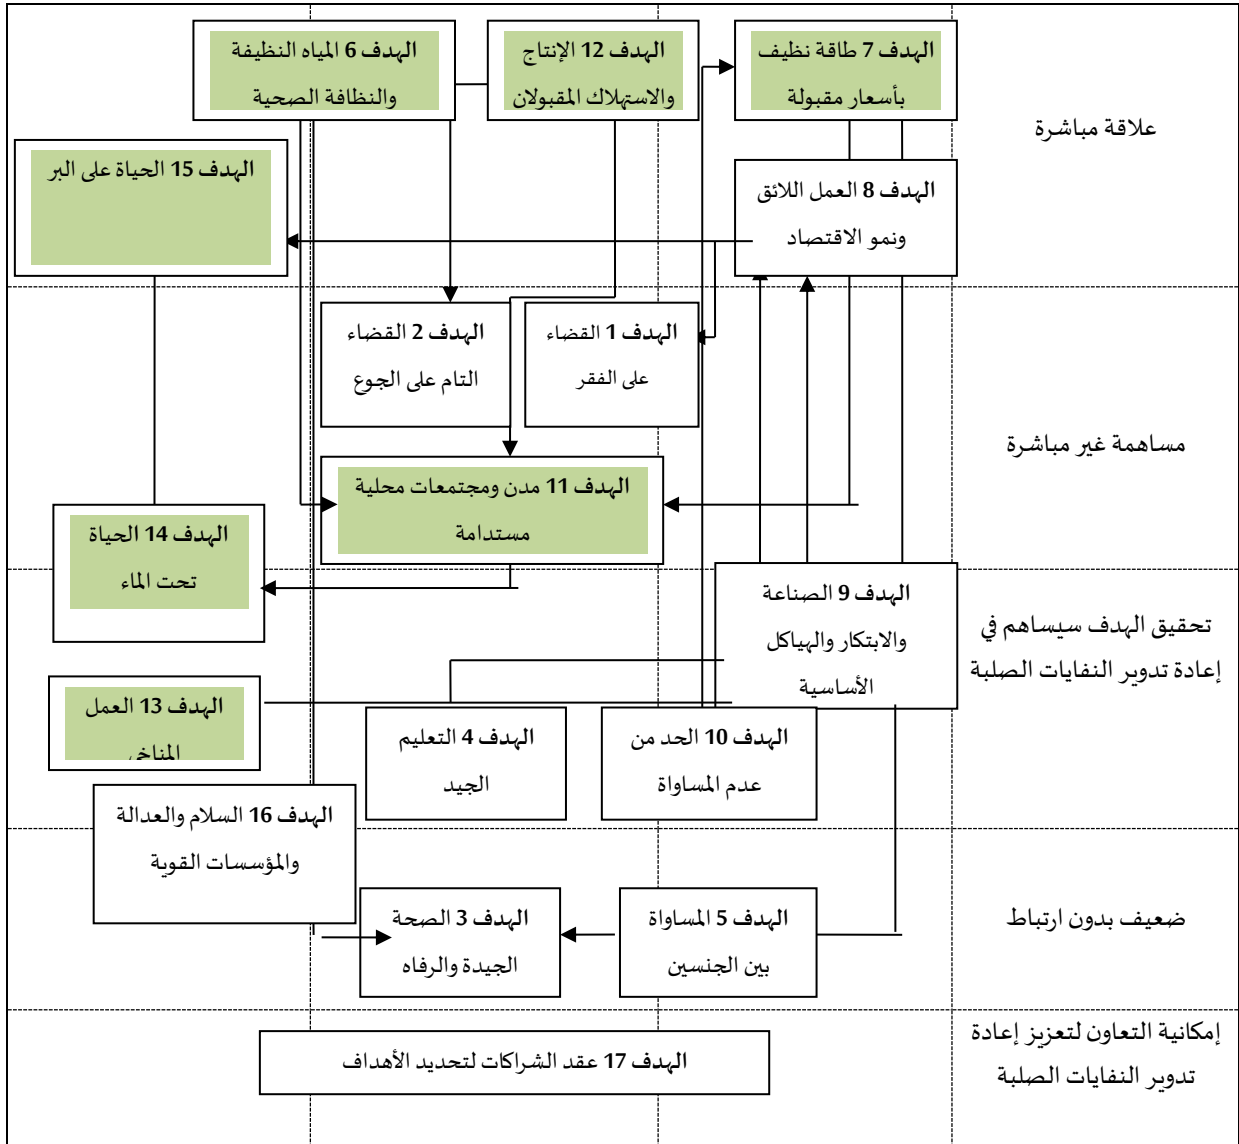 الهدف 6 المياه النظيفة
والنظافة الصحية
الهدف 12 الإنتاج
والاستهلاك المقبولان
الهدف 7 طاقة نظيف
بأسعار مقبولة
علاقة مباشرة
الهدف 15 الحياة على البر
الهدف 8 العمل اللائق
ونمو الاقتصاد
الهدف 2 القضاء
التام على الجوع
الهدف 1 القضاء
على الفقر
مساهمة غير مباشرة
الهدف 11 مدن ومجتمعات محلية
مستدامة
الهدف 14 الحياة
تحت الماء
الهدف 9 الصناعة
والابتكار والهياكل
الأساسية
تحقيق الهدف سيساهم في
إعادة تدوير النفايات الصلبة
الهدف 13 العمل
المناخي
الهدف 4 التعليم
الجيد
الهدف 10 الحد من
عدم المساواة
الهدف 16 السلام والعدالة
والمؤسسات القوية
الهدف 3 الصحة
الجيدة والرفاه
الهدف 5 المساواة
بين الجنسين
ضعيف بدون ارتباط
الهدف 17 عقد الشراكات لتحديد الأهداف
إمكانية التعاون لتعزيز إعادة
تدوير النفايات الصلبة